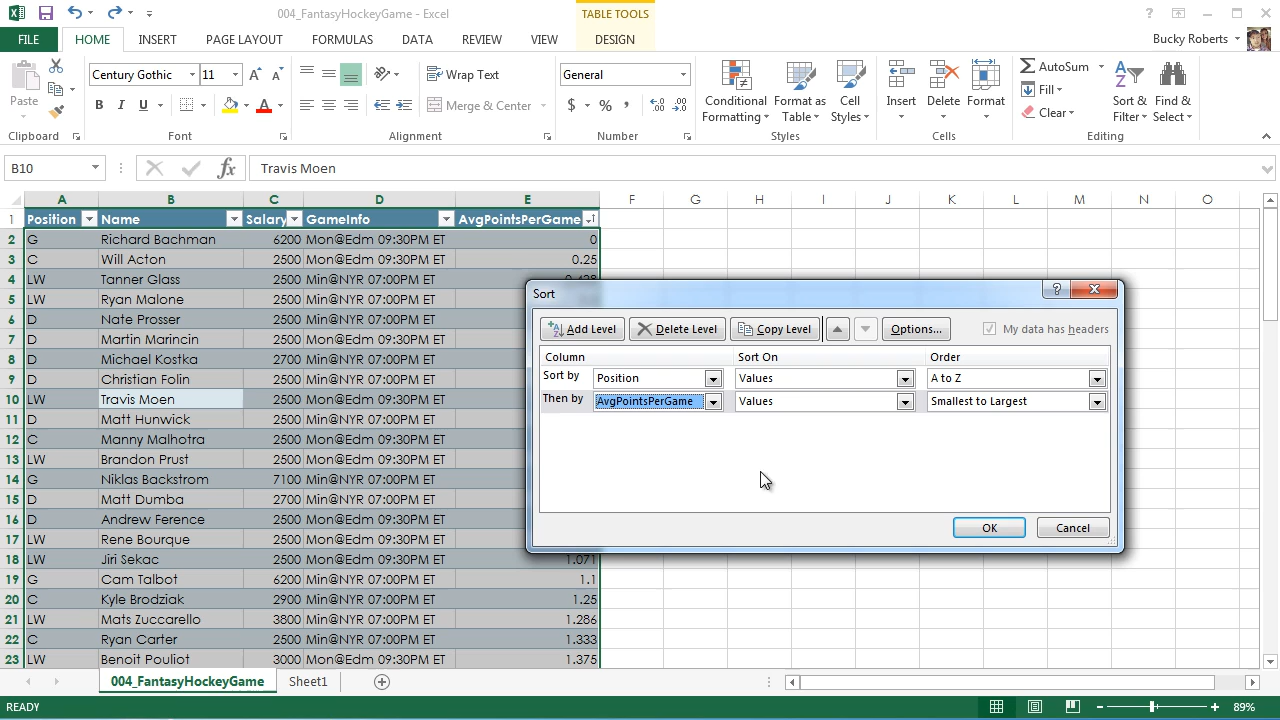 004_FantasyHockeyGame - Excel
TABLE TOOLS
FILE HOME INSERT PAGE LAYOUT FORMULAS DATA REVIEW VIEW DESIGN
Bucky Roberts
Paste
Century Gothic 11
B I U
Wrap Text
Merge & Center
General
$ % ,
Conditional Formatting
Format as Table
Cell Styles
Insert Delete Format
AutoSum
Fill
Clear
Sort & Filter
Find & Select
Clipboard Font Alignment Number Styles Cells Editing
B10 fx Travis Moen
A B C D E F G H I J K L M N O
1 Position Name Salary GameInfo AvgPointsPerGame
2 G Richard Bachman 6200 Mon@Edm 09:30PM ET 0
3 C Will Acton 2500 Mon@Edm 09:30PM ET 0.25
4 LW Tanner Glass 2500 Min@NYR 07:00PM ET
5 LW Ryan Malone 2500 Min@NYR 07:00PM ET
6 D Nate Prosser 2500 Min@NYR 07:00PM ET
7 D Martin Marincin 2500 Mon@Edm 09:30PM ET
8 D Michael Kostka 2700 Min@NYR 07:00PM ET
9 D Christian Folin 2500 Min@NYR 07:00PM ET
10 LW Travis Moen 2500 Mon@Edm 09:30PM ET
11 D Matt Hunwick 2500 Min@NYR 07:00PM ET
12 C Manny Malhotra 2500 Mon@Edm 09:30PM ET
13 LW Brandon Prust 2500 Mon@Edm 09:30PM ET
14 G Niklas Backstrom 7100 Min@NYR 07:00PM ET
15 D Matt Dumba 2700 Min@NYR 07:00PM ET
16 D Andrew Ference 2500 Mon@Edm 09:30PM ET
17 LW Rene Bourque 2500 Mon@Edm 09:30PM ET
18 LW Jiri Sekac 2500 Mon@Edm 09:30PM ET 1.071
19 G Cam Talbot 6200 Min@NYR 07:00PM ET 1.1
20 C Kyle Brodziak 2900 Min@NYR 07:00PM ET 1.25
21 LW Mats Zuccarello 3800 Min@NYR 07:00PM ET 1.286
22 C Ryan Carter 2500 Min@NYR 07:00PM ET 1.333
23 LW Benoit Pouliot 3000 Mon@Edm 09:30PM ET 1.375
Sort
Add Level Delete Level Copy Level Options... My data has headers
Column Sort On Order
Sort by Position Values A to Z
Then by AvgPointsPerGame Values Smallest to Largest
OK Cancel
004_FantasyHockeyGame Sheet1
READY 89%